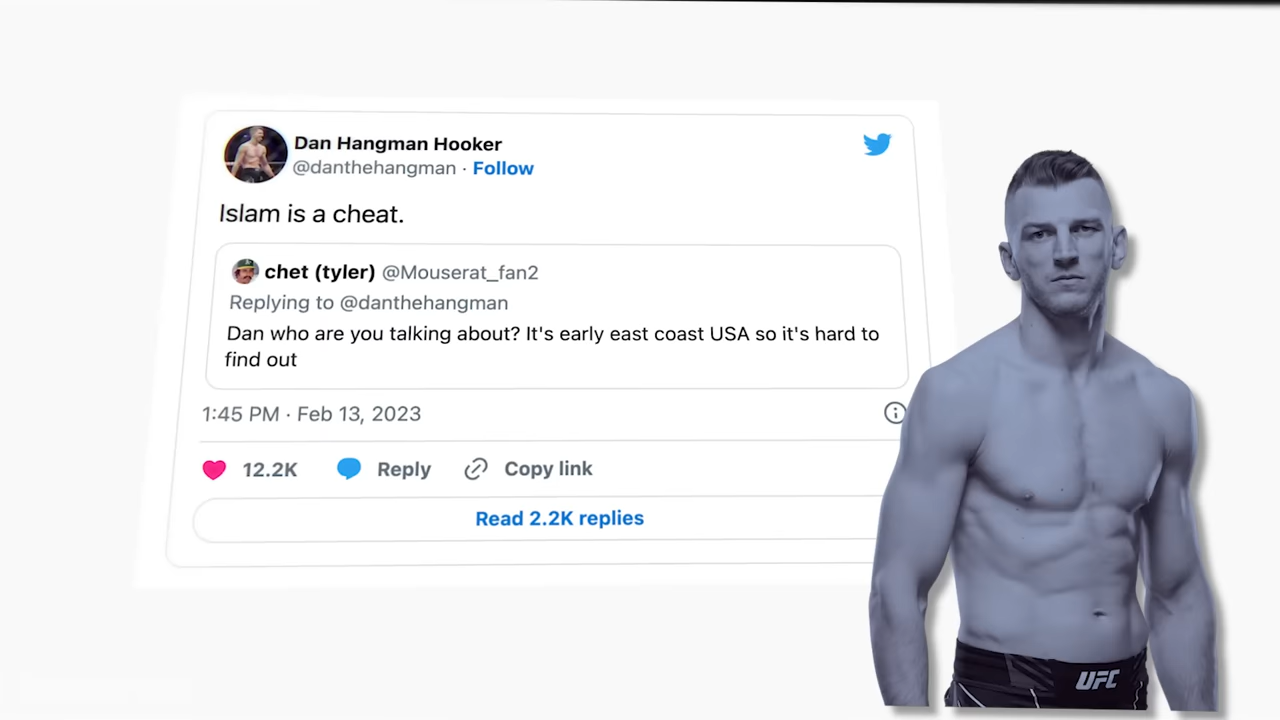 Dan Hangman Hooker
@danthehangman · Follow
Islam is a cheat.
chet (tyler) @Mouserat_fan2
Replying to @danthehangman
Dan who are you talking about? It's early east coast USA so it's hard to
find out
1:45 PM · Feb 13, 2023
12.2K Reply Copy link
Read 2.2K replies
UFC